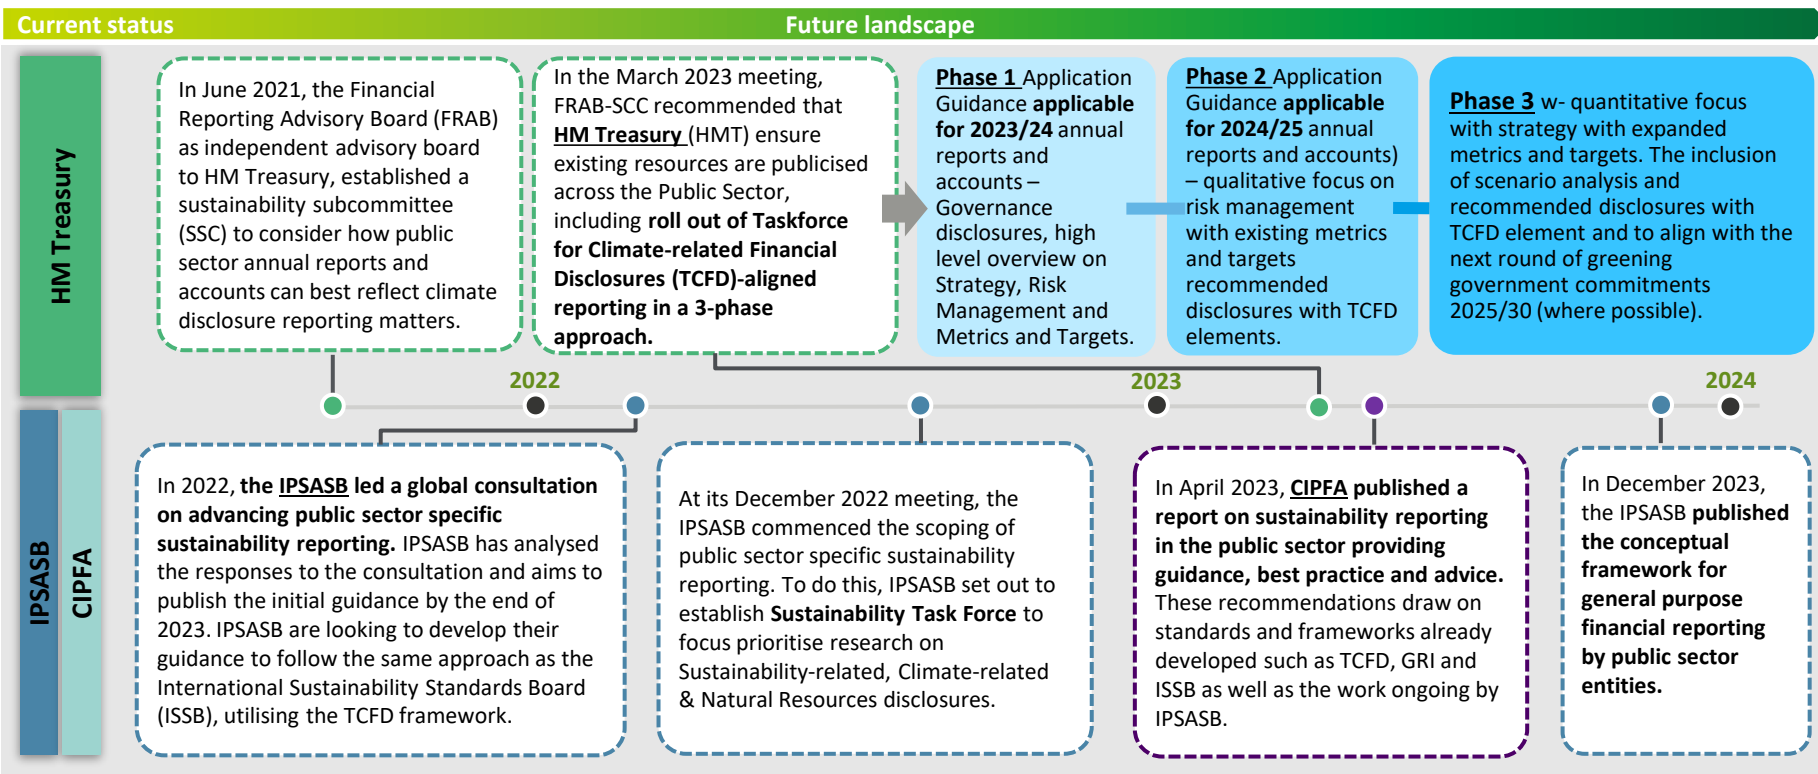 Current status
Future landscape
HM Treasury
In June 2021, the Financial
Reporting Advisory Board (FRAB)
as independent advisory board
to HM Treasury, established a
sustainability subcommittee
(SSC) to consider how public
sector annual reports and
accounts can best reflect climate
disclosure reporting matters.
In the March 2023 meeting,
FRAB-SCC recommended that
HM Treasury (HMT) ensure
existing resources are publicised
across the Public Sector,
including roll out of Taskforce
for Climate-related Financial
Disclosures (TCFD)-aligned
reporting in a 3-phase
approach.
Phase 1 Application
Guidance applicable
for 2023/24 annual
reports and
accounts –
Governance
disclosures, high
level overview on
Strategy, Risk
Management and
Metrics and Targets.
Phase 2 Application
Guidance applicable
for 2024/25 annual
reports and accounts)
– qualitative focus on
risk management
with existing metrics
and targets
recommended
disclosures with TCFD
elements.
Phase 3 w- quantitative focus
with strategy with expanded
metrics and targets. The inclusion
of scenario analysis and
recommended disclosures with
TCFD element and to align with the
next round of greening
government commitments
2025/30 (where possible).
2022
2023
2024
IPSASB
CIPFA
In 2022, the IPSASB led a global consultation
on advancing public sector specific
sustainability reporting. IPSASB has analysed
the responses to the consultation and aims to
publish the initial guidance by the end of
2023. IPSASB are looking to develop their
guidance to follow the same approach as the
International Sustainability Standards Board
(ISSB), utilising the TCFD framework.
At its December 2022 meeting, the
IPSASB commenced the scoping of
public sector specific sustainability
reporting. To do this, IPSASB set out to
establish Sustainability Task Force to
focus prioritise research on
Sustainability-related, Climate-related
& Natural Resources disclosures.
In April 2023, CIPFA published a
report on sustainability reporting
in the public sector providing
guidance, best practice and advice.
These recommendations draw on
standards and frameworks already
developed such as TCFD, GRI and
ISSB as well as the work ongoing by
IPSASB.
In December 2023,
the IPSASB published
the conceptual
framework for
general purpose
financial reporting
by public sector
entities.